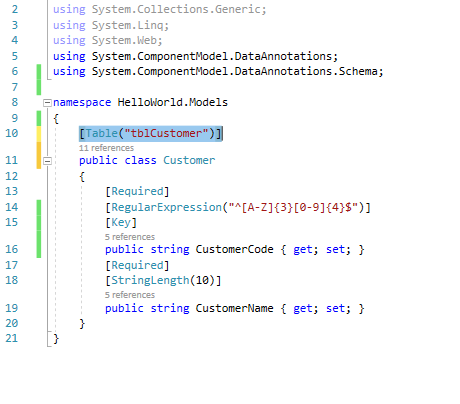 2 using System.Collections.Generic;
3 using System.Linq;
4 using System.Web;
5 using System.ComponentModel.DataAnnotations;
6 using System.ComponentModel.DataAnnotations.Schema;
7
8 namespace HelloWorld.Models
9 {
10 [Table("tblCustomer")]
11 references
11 public class Customer
12 {
13 [Required]
14 [RegularExpression("^[A-Z]{3}[0-9]{4}$")]
15 [Key]
5 references
16 public string CustomerCode { get; set; }
17 [Required]
18 [StringLength(10)]
5 references
19 public string CustomerName { get; set; }
20 }
21 }